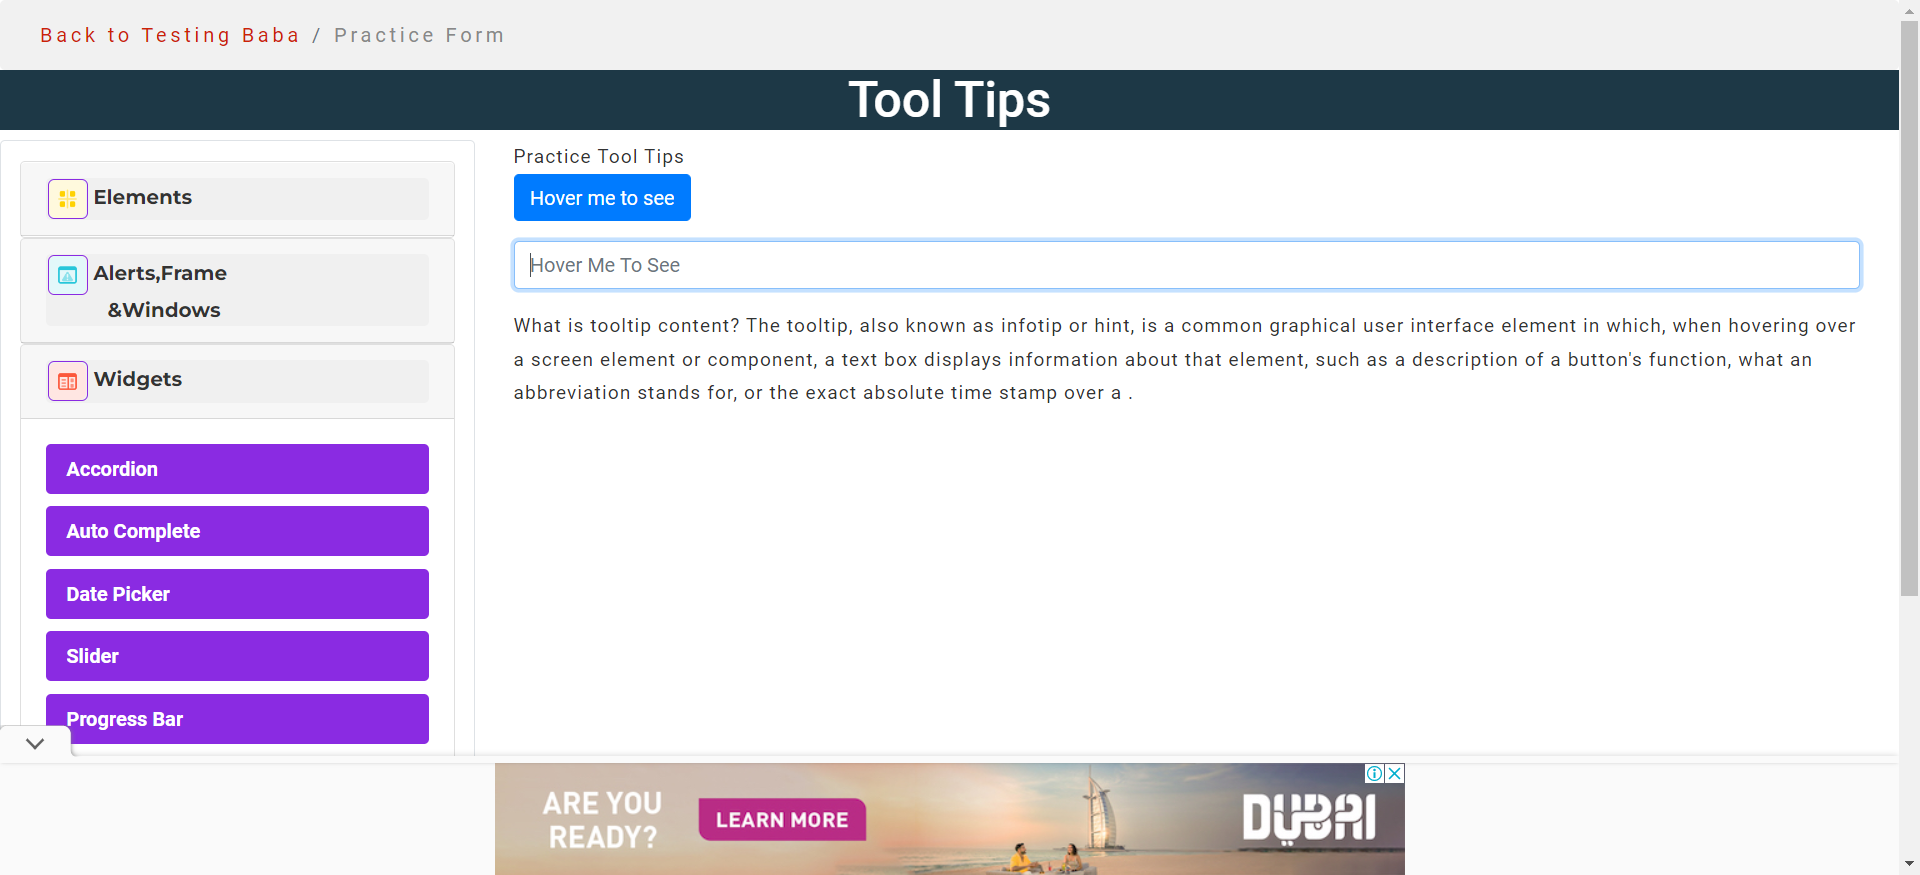 Back to Testing Baba / Practice Form
Tool Tips
Elements
Alerts,Frame
&Windows
Widgets
Accordion
Auto Complete
Date Picker
Slider
Progress Bar
Practice Tool Tips
Hover me to see
Hover Me To See
What is tooltip content? The tooltip, also known as infotip or hint, is a common graphical user interface element in which, when hovering over
a screen element or component, a text box displays information about that element, such as a description of a button's function, what an
abbreviation stands for, or the exact absolute time stamp over a .
ARE YOU
READY?
LEARN MORE
DUBAI